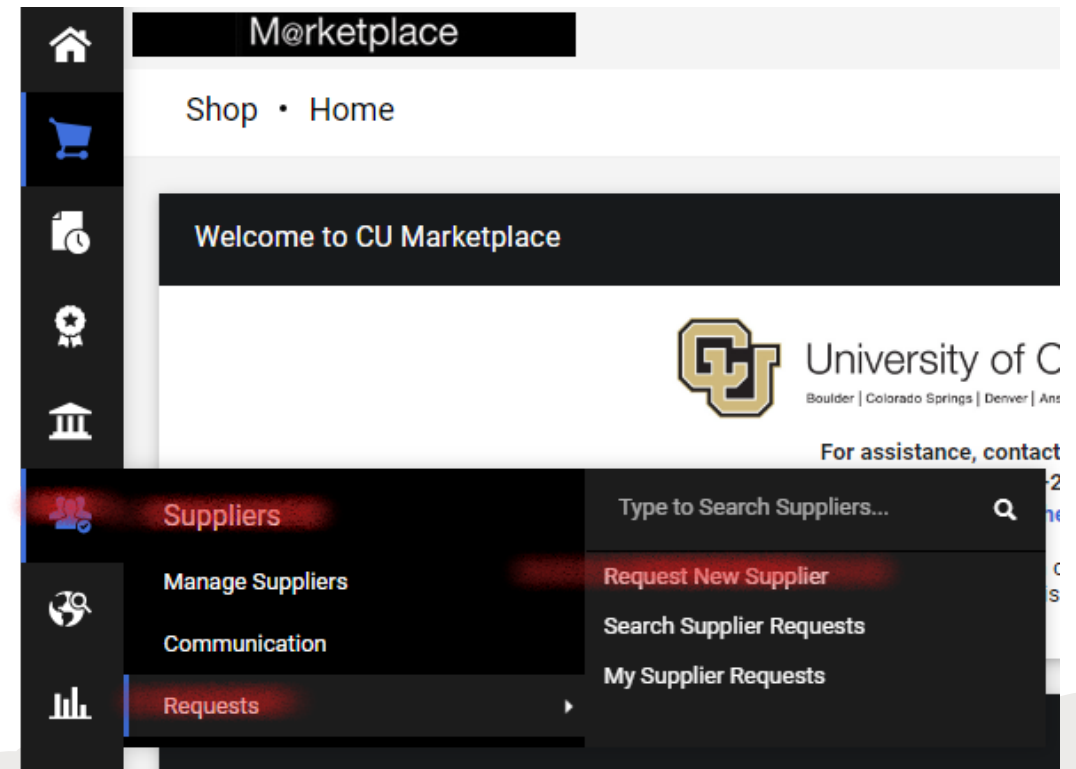 M@rketplace
Shop • Home
Welcome to CU Marketplace
CU
University of
Boulder | Colorado Springs | Denver |
For assistance, contact
Suppliers
Type to Search Suppliers...
Manage Suppliers
Request New Supplier
Communication
Search Supplier Requests
Requests
My Supplier Requests